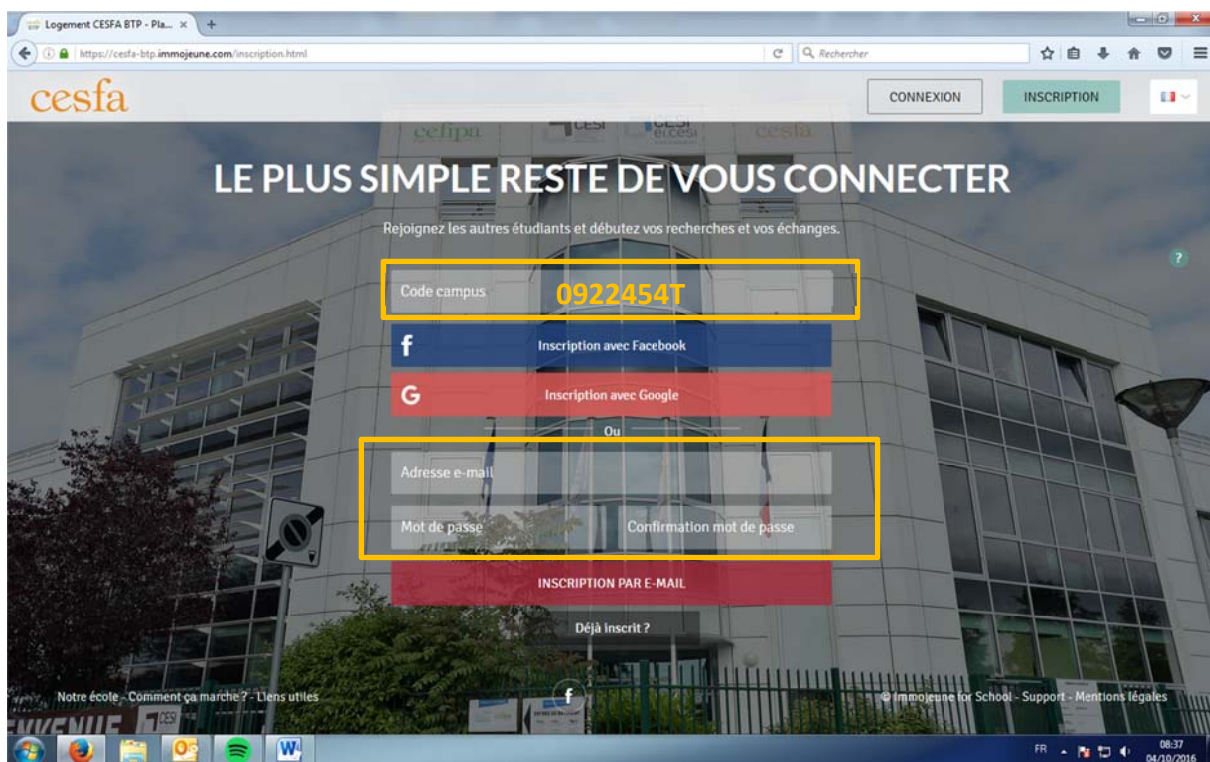 Logement CESFA BTP - Pla...
https://cesfa-btp.immojeune.com/inscription.html
Rechercher
cesfa
CONNEXION
INSCRIPTION
cefipa
CESI
CESI
ei.cesi
cesfa
LE PLUS SIMPLE RESTE DE VOUS CONNECTER
Rejoignez les autres étudiants et débutez vos recherches et vos échanges.
?
Code campus
0922454T
f Inscription avec Facebook
G Inscription avec Google
Ou
Adresse e-mail
Mot de passe
Confirmation mot de passe
INSCRIPTION PAR E-MAIL
Déjà inscrit ?
Notre école - Comment ça marche ? - Liens utiles
f
© Immojeune for School - Support - Mentions légales
CESI
FR
08:37
04/10/2016